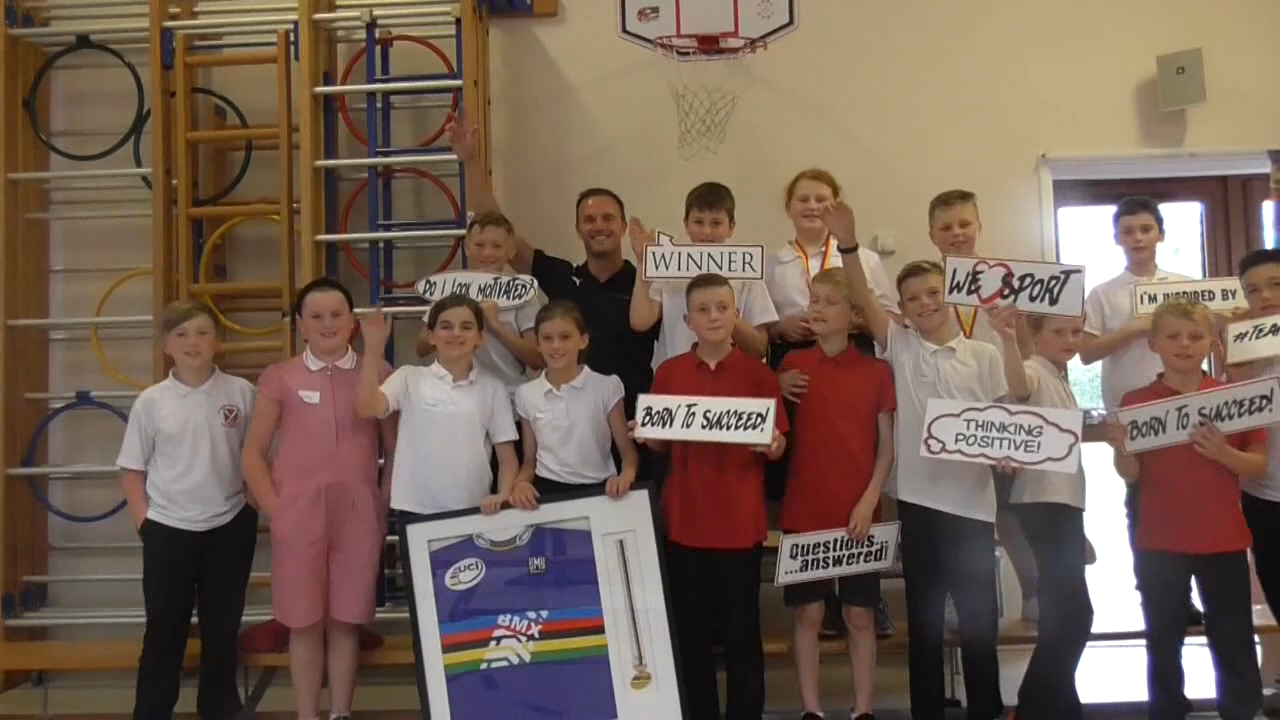 WINNER
DO I LOOK MOTIVATED?
WE SPORT
I'M INSPIRED BY
#TEA
BORN TO SUCCEED!
BORN TO SUCCEED!
THINKING
POSITIVE!
Questions...
...answered!
UCI
BMX